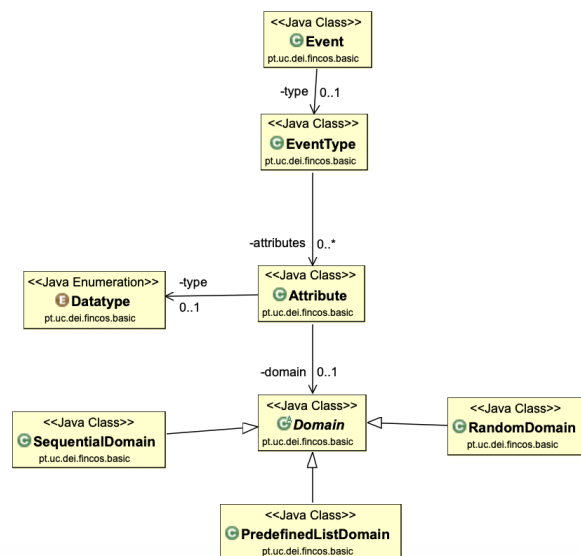 <<Java Class>>
Event
pt.uc.dei.fincos.basic
-type 0..1
<<Java Class>>
EventType
pt.uc.dei.fincos.basic
-attributes 0..*
<<Java Enumeration>>
Datatype
pt.uc.dei.fincos.basic
-type
0..1
<<Java Class>>
Attribute
pt.uc.dei.fincos.basic
-domain 0..1
<<Java Class>>
SequentialDomain
pt.uc.dei.fincos.basic
<<Java Class>>
Domain
pt.uc.dei.fincos.basic
<<Java Class>>
RandomDomain
pt.uc.dei.fincos.basic
<<Java Class>>
PredefinedListDomain
pt.uc.dei.fincos.basic